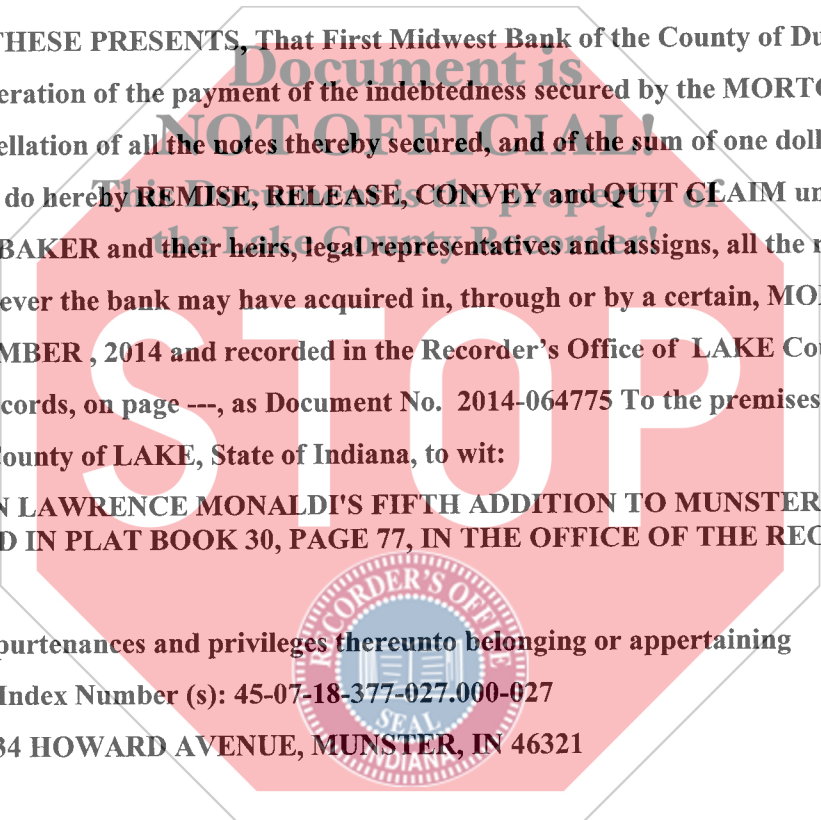 THESE PRESENTS, That First Midwest Bank of the County of Du
eration of the payment of the indebtedness secured by the MORTG
ellation of all the notes thereby secured, and of the sum of one doll
do hereby REMISE, RELEASE, CONVEY and QUIT CLAIM un
BAKER and their heirs, legal representatives and assigns, all the r
ever the bank may have acquired in, through or by a certain, MO
MBER , 2014 and recorded in the Recorder's Office of LAKE Cou
cords, on page ---, as Document No. 2014-064775 To the premises
County of LAKE, State of Indiana, to wit:
N LAWRENCE MONALDI'S FIFTH ADDITION TO MUNSTER
D IN PLAT BOOK 30, PAGE 77, IN THE OFFICE OF THE REC
purtenances and privileges thereunto belonging or appertaining
Index Number (s): 45-07-18-377-027.000-027
34 HOWARD AVENUE, MUNSTER, IN 46321
Document is
NOT OFFICIAL!
This Document is the property of
the Lake County Recorder!
STOP
RECORDER'S OFFICE
SEAL
INDIANA